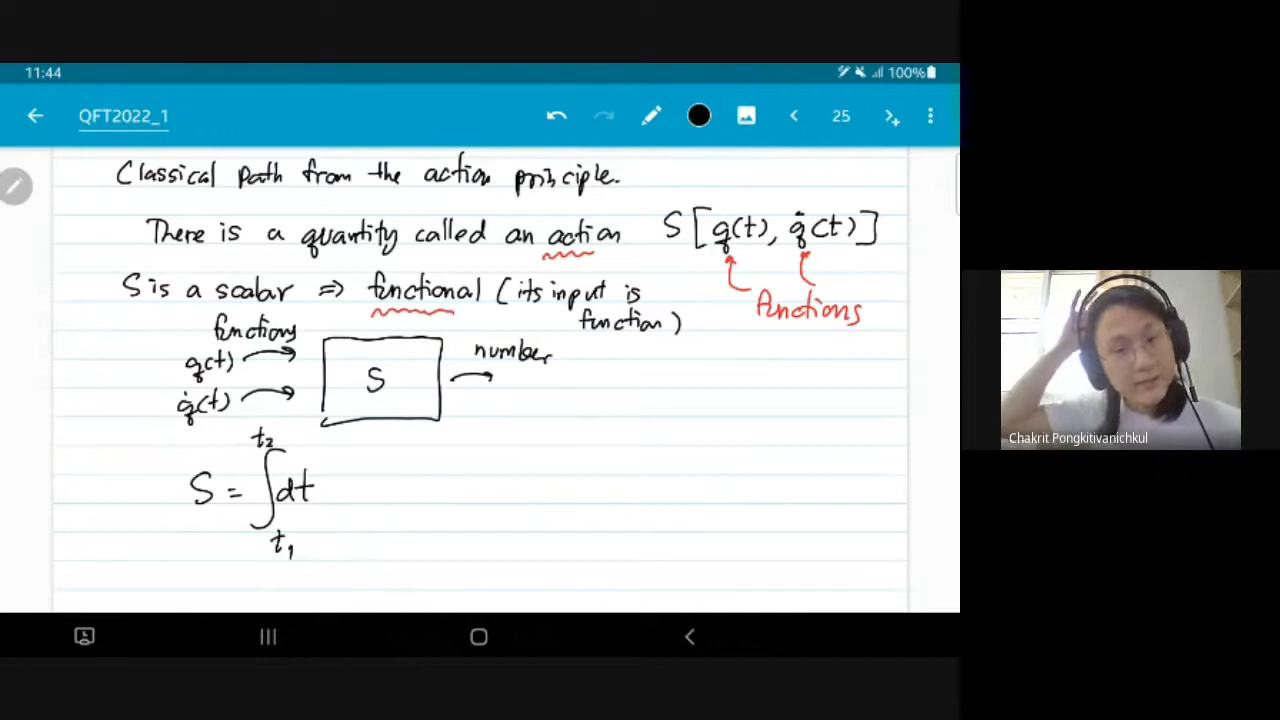 11:44
100%
QFT2022_1
25
Classical path from the action principle.
There is a quantity called an action S[q(t), q̇(t)]
S is a scalar ⇒ functional (its input is
function)
functions
functions
q(t)
number
S
q̇(t)
t₂
S = ∫dt
t₁
Chakrit Pongkitivanichkul